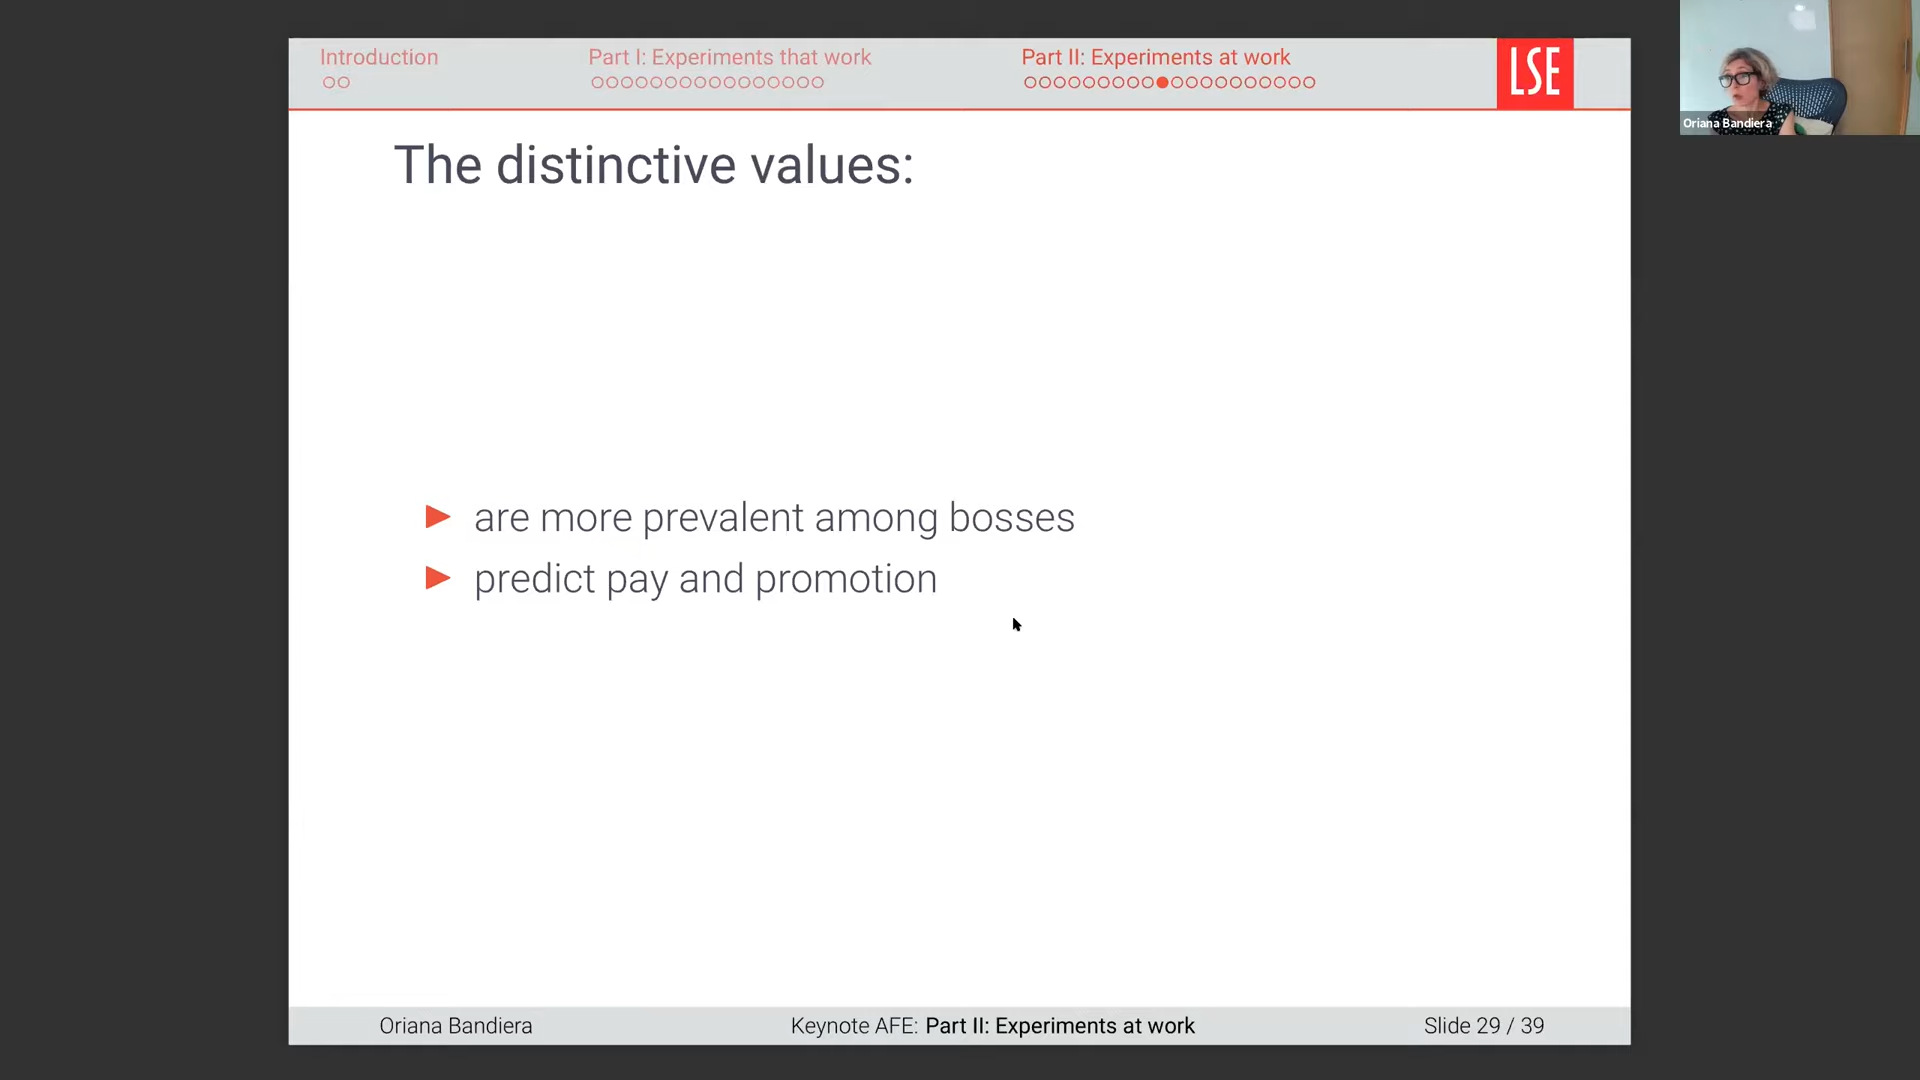 Introduction
Part I: Experiments that work
Part II: Experiments at work
LSE
Oriana Bandiera
The distinctive values:
are more prevalent among bosses
predict pay and promotion
Oriana Bandiera
Keynote AFE: Part II: Experiments at work
Slide 29 / 39